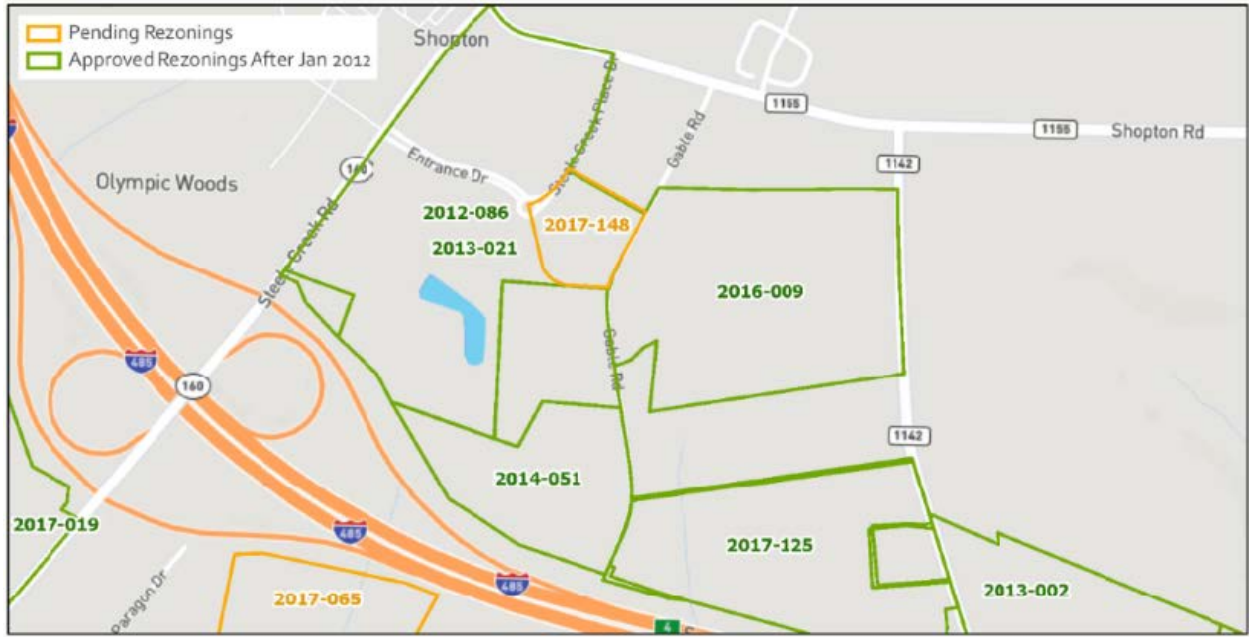 Pending Rezonings
Approved Rezonings After Jan 2012
Shopton
1155
1155
Shopton Rd
1142
160
Steele Creek Place Dr
Gable Rd
Entrance Dr
Olympic Woods
2012-086
2017-148
2013-021
Steele Creek Rd
2016-009
485
160
Gable Rd
1142
2014-051
2017-019
485
2017-125
485
2013-002
Paragon Dr
2017-065
4